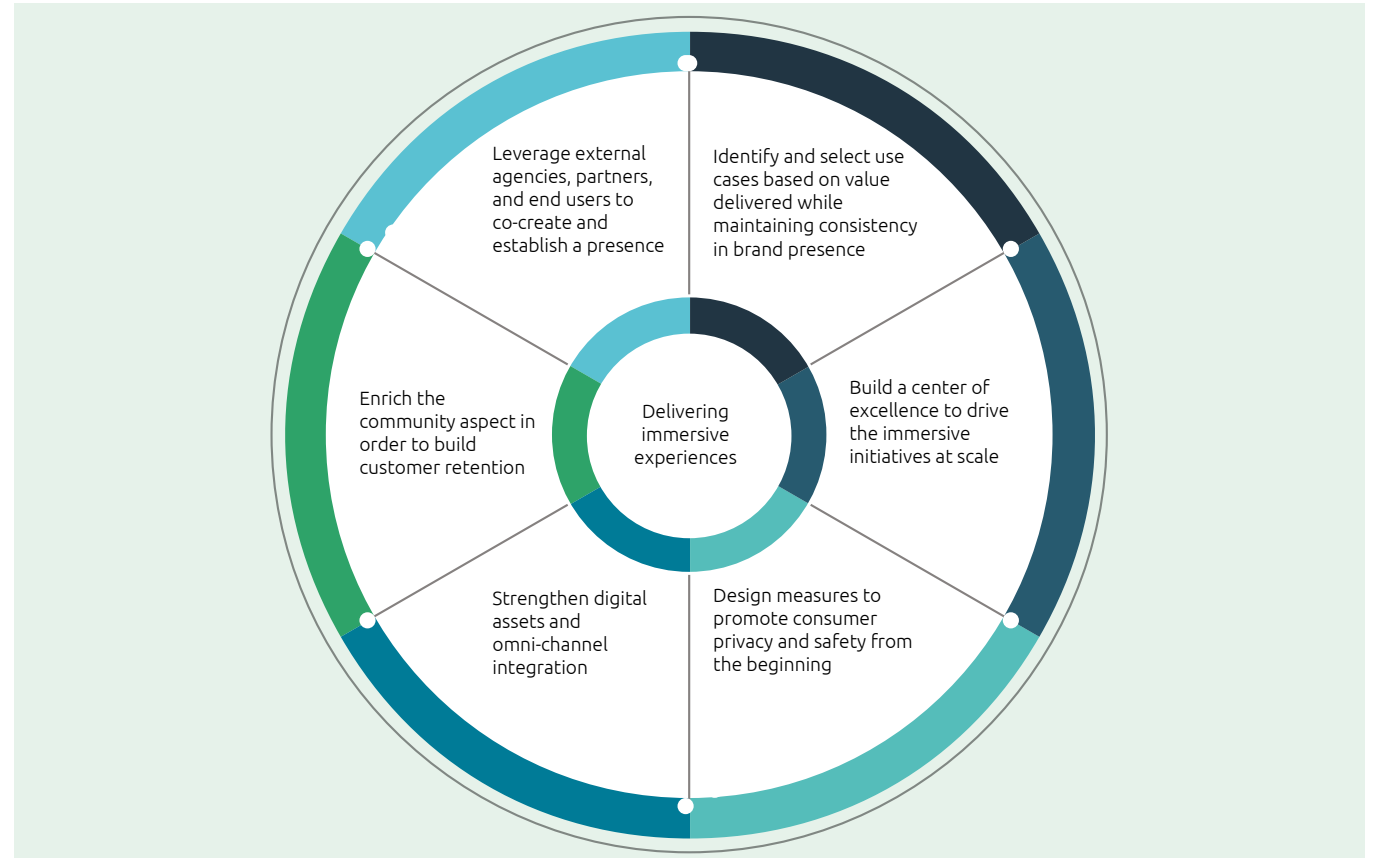 Leverage external
agencies, partners,
and end users to
co-create and
establish a presence
Identify and select use
cases based on value
delivered while
maintaining consistency
in brand presence
Enrich the
community aspect in
order to build
customer retention
Delivering
immersive
experiences
Build a center of
excellence to drive
the immersive
initiatives at scale
Strengthen digital
assets and
omni-channel
integration
Design measures to
promote consumer
privacy and safety from
the beginning